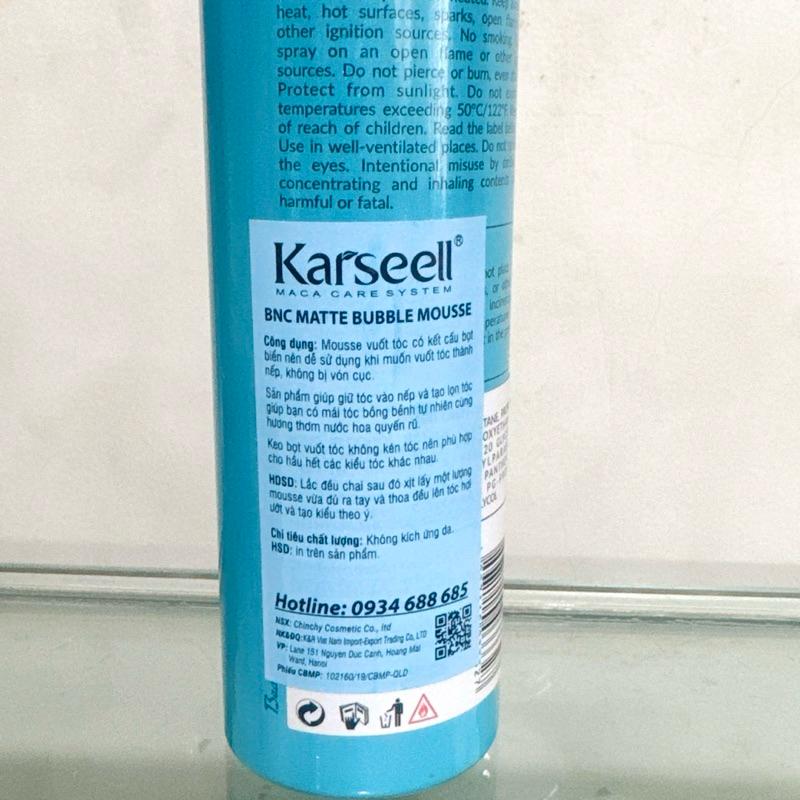 heat, hot surfaces, sparks, open
other ignition sources. No smoking.
spray on an open flame or other
sources. Do not pierce or burn, even
Protect from sunlight. Do not
temperatures exceeding 50°C/122°F.
of reach of children. Read the label
Use in well-ventilated places. Do not
the eyes. Intentional misuse by
concentrating and inhaling contents
harmful or fatal.
Karseell®
MACA CARE SYSTEM
BNC MATTE BUBBLE MOUSSE
Công dụng: Mousse vuốt tóc có kết cấu bọt
biển nên dễ sử dụng khi muốn vuốt tóc thành
nếp, không bị vón cục.
Sản phẩm giúp giữ tóc vào nếp và tạo lọn tóc
giúp bạn có mái tóc bồng bềnh tự nhiên cùng
hương thơm nước hoa quyến rũ.
Keo bọt vuốt tóc không kén tóc nên phù hợp
cho hầu hết các kiểu tóc khác nhau.
HDSD: Lắc đều chai sau đó xịt lấy một lượng
mousse vừa đủ ra tay và thoa đều lên tóc hơi
ướt và tạo kiểu theo ý.
Chỉ tiêu chất lượng: Không kích ứng da.
HSD: in trên sản phẩm.
Hotline: 0934 688 685
NSX: Chinchy Cosmetic Co., ltd
NK&ĐQ: K&R Viet Nam Import-Export Trading Co, LTD
VP: Lane 151 Nguyen Duc Canh, Hoang Mai
Ward, Hanoi
Phiếu CBMP: 102160/19/CBMP-QLD